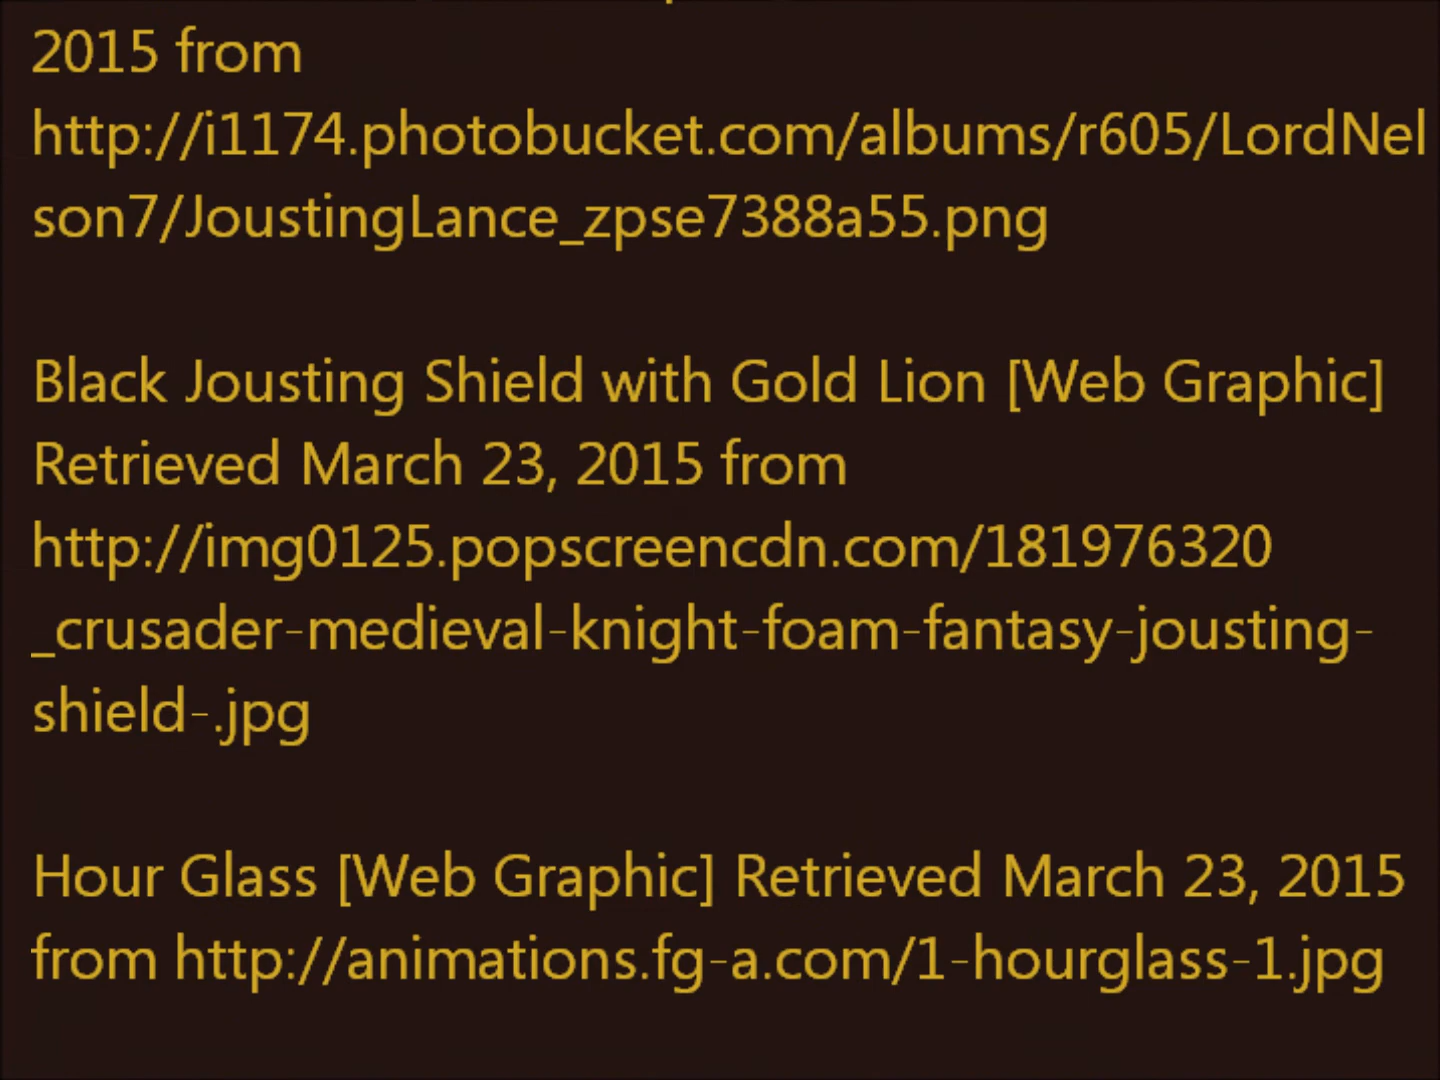 2015 from
http://i1174.photobucket.com/albums/r605/LordNel
son7/JoustingLance_zpse7388a55.png
Black Jousting Shield with Gold Lion [Web Graphic]
Retrieved March 23, 2015 from
http://img0125.popscreencdn.com/181976320
_crusader-medieval-knight-foam-fantasy-jousting-
shield-.jpg
Hour Glass [Web Graphic] Retrieved March 23, 2015
from http://animations.fg-a.com/1-hourglass-1.jpg